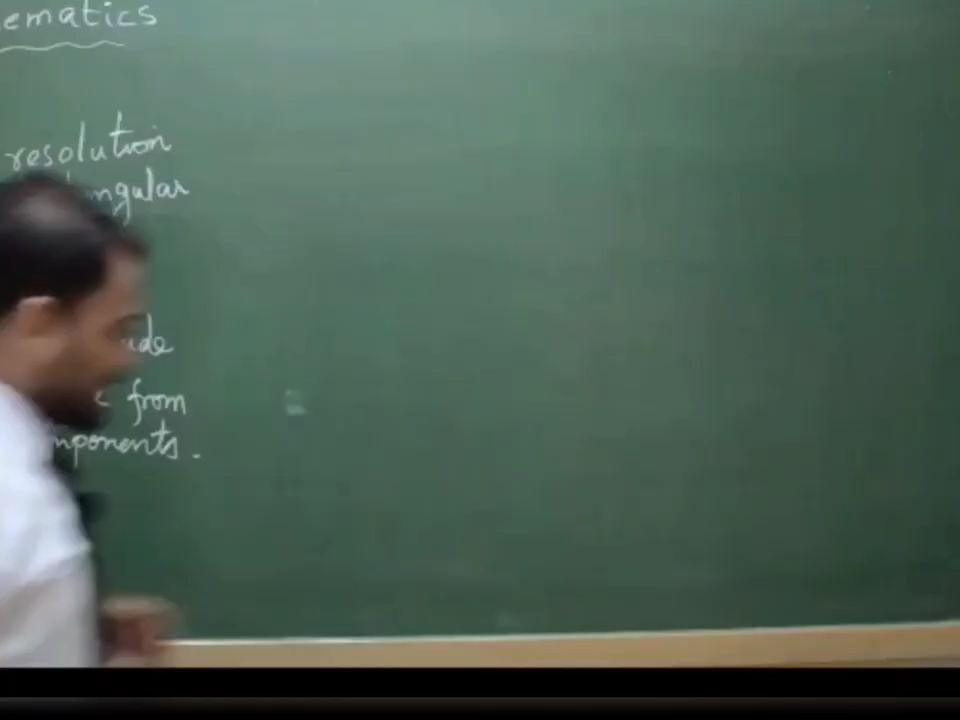 ematics
resolution
ngular
ude
from
mponents.